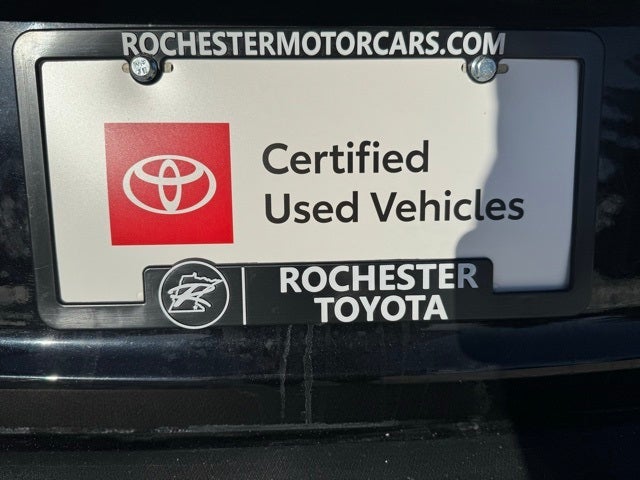 ROCHESTERMOTORCARS.COM
Certified
Used Vehicles
ROCHESTER
TOYOTA